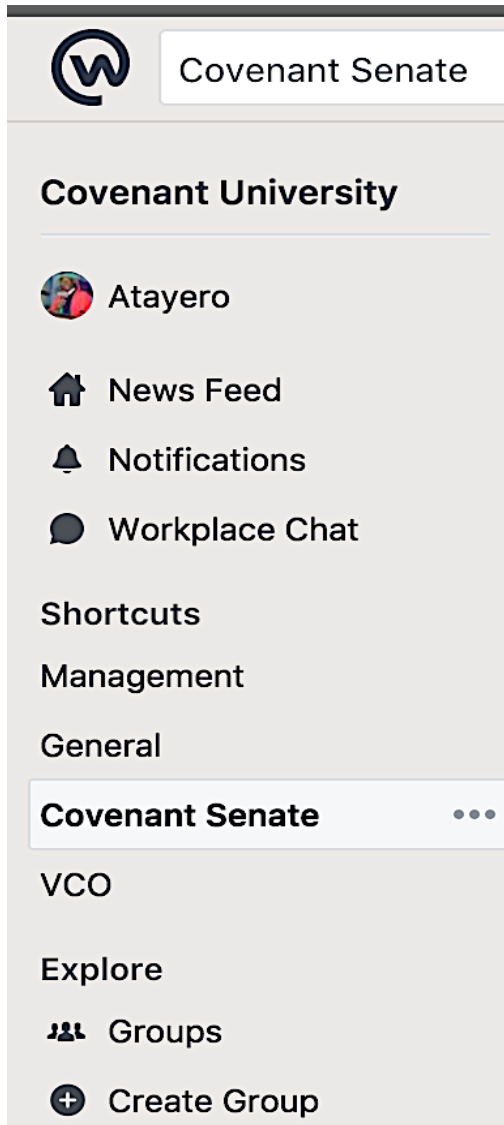 Covenant Senate
Covenant University
Atayero
News Feed
Notifications
Workplace Chat
Shortcuts
Management
General
Covenant Senate
VCO
Explore
Groups
Create Group